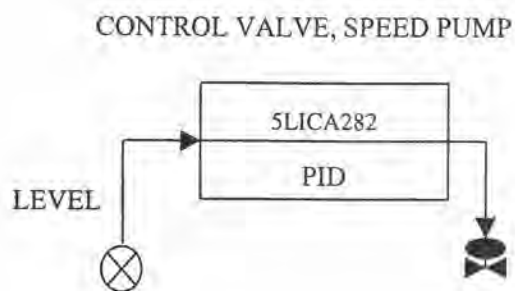 CONTROL VALVE, SPEED PUMP
5LICA282
PID
LEVEL